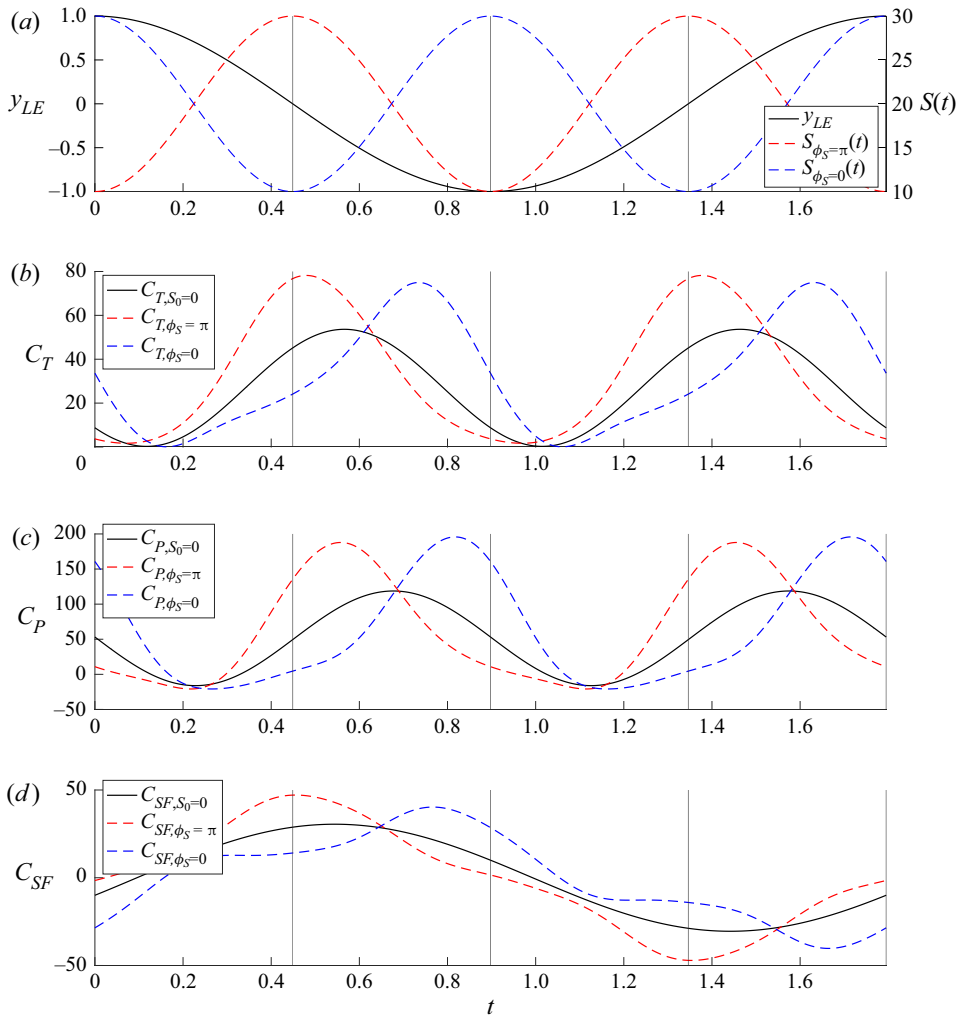 (a)
1.0
0.5
0
–0.5
–1.0
y_LE
30
25
20
15
10
S(t)
y_LE
S_ϕS=π(t)
S_ϕS=0(t)
0 0.2 0.4 0.6 0.8 1.0 1.2 1.4 1.6
(b)
80
60
40
20
C_T
C_T,S0=0
C_T,ϕS = π
C_T,ϕS=0
0 0.2 0.4 0.6 0.8 1.0 1.2 1.4 1.6
(c)
200
150
100
50
0
–50
C_P
C_P,S0=0
C_P,ϕS=π
C_P,ϕS=0
0 0.2 0.4 0.6 0.8 1.0 1.2 1.4 1.6
(d)
50
0
–50
C_SF
C_SF,S0=0
C_SF,ϕS = π
C_SF,ϕS=0
0 0.2 0.4 0.6 0.8 1.0 1.2 1.4 1.6
t